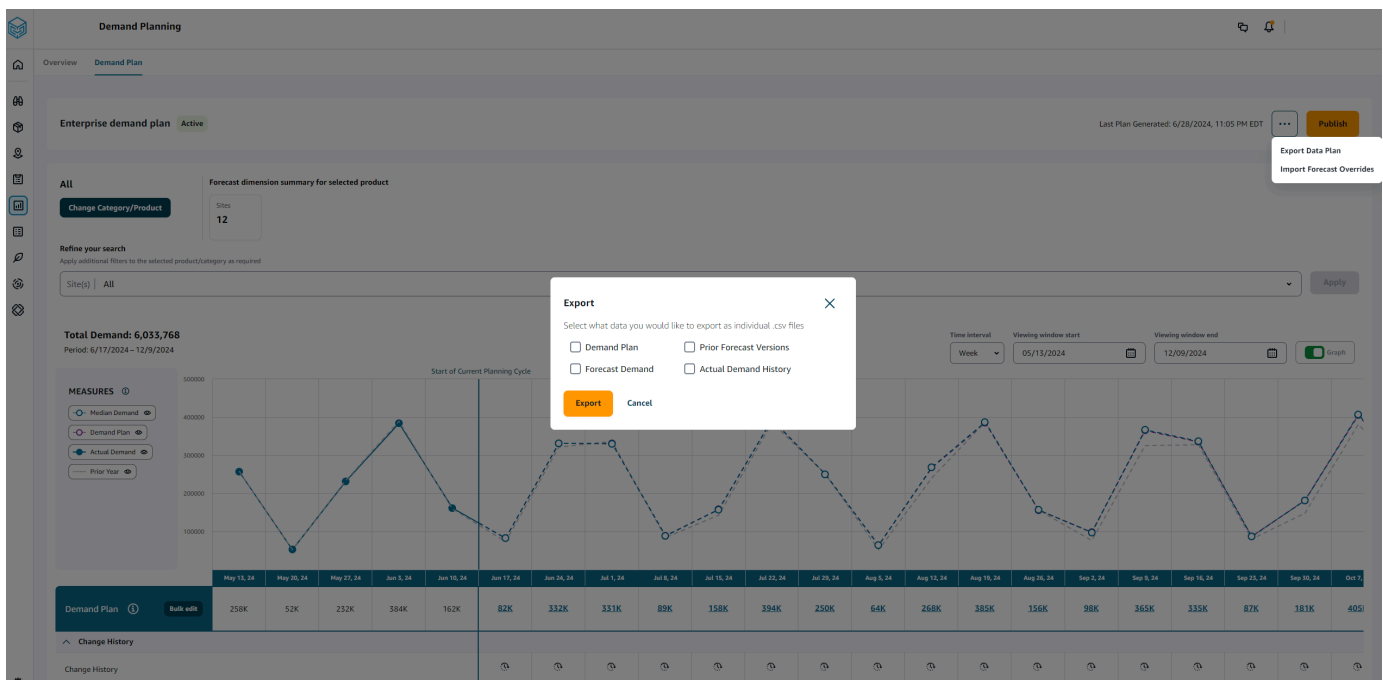 Demand Planning
Overview Demand Plan
Enterprise demand plan Active
Last Plan Generated: 6/28/2024, 11:05 PM EDT ... Publish
Export Data Plan
Import Forecast Overrides
All
Change Category/Product
Forecast dimension summary for selected product
Sites
12
Refine your search
Apply additional filters to the selected product/category as required
Site(s) All
Apply
Export
Select what data you would like to export as individual .csv files
Demand Plan Prior Forecast Versions
Forecast Demand Actual Demand History
Export Cancel
Total Demand: 6,033,768
Period: 6/17/2024 – 12/9/2024
Time interval Viewing window start Viewing window end
Week 05/13/2024 12/09/2024 Graph
Start of Current Planning Cycle
MEASURES
Median Demand
Demand Plan
Actual Demand
Prior Year
500000
400000
300000
200000
100000
May 13, 24 May 20, 24 May 27, 24 Jun 3, 24 Jun 10, 24 Jun 17, 24 Jun 24, 24 Jul 1, 24 Jul 8, 24 Jul 15, 24 Jul 22, 24 Jul 29, 24 Aug 5, 24 Aug 12, 24 Aug 19, 24 Aug 26, 24 Sep 2, 24 Sep 9, 24 Sep 16, 24 Sep 23, 24 Sep 30, 24 Oct 7,
Demand Plan Bulk edit 258K 52K 232K 384K 162K 82K 332K 331K 89K 158K 394K 250K 64K 268K 385K 156K 98K 365K 335K 87K 181K 405
Change History
Change History